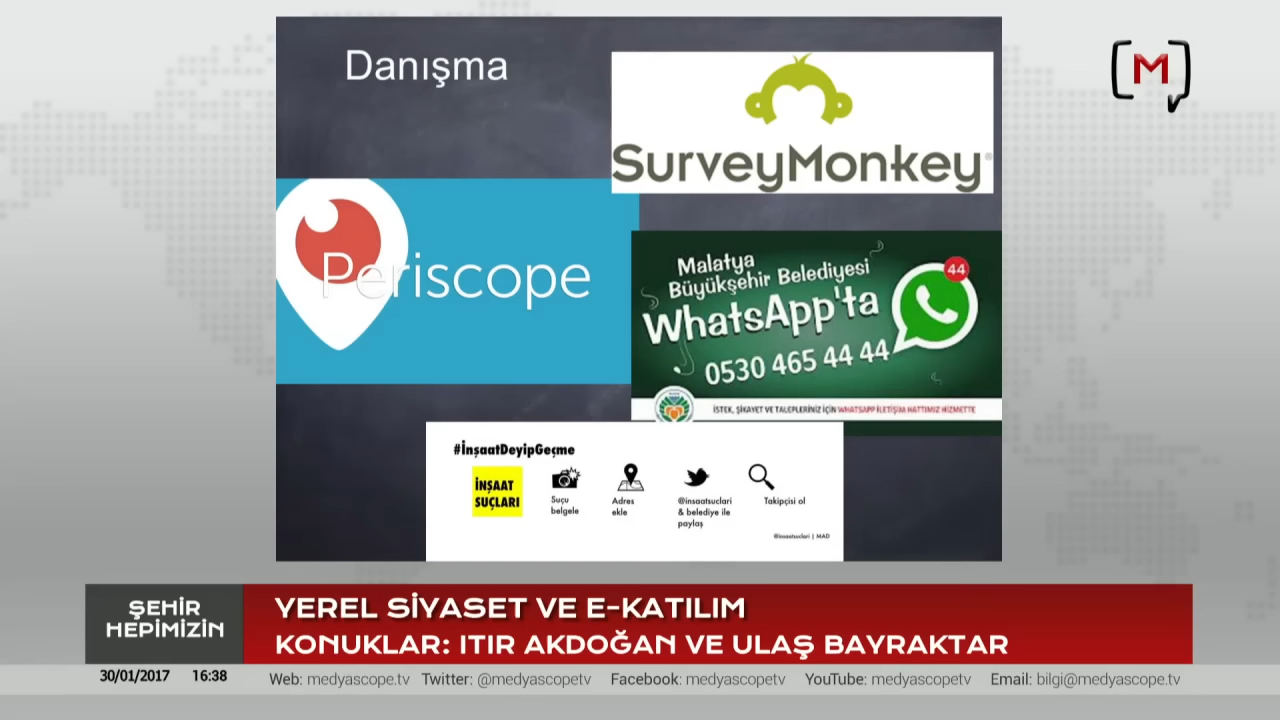 Danışma
SurveyMonkey
Periscope
Malatya
Büyükşehir Belediyesi
WhatsApp'ta
44
0530 465 44 44
İSTEK, ŞİKAYET VE TALEPLERİNİZ İÇİN WHATSAPP İLETİŞİM HATTIMIZ HİZMETTE
#İnşaatDeyipGeçme
İNŞAAT
SUÇLARI
Suçu
belgele
Adres
ekle
@insaatsuclari
& belediye ile
paylaş
Takipçisi ol
@insaatsuclari | MAD
M
ŞEHİR
HEPİMİZİN
YEREL SİYASET VE E-KATILIM
KONUKLAR: ITIR AKDOĞAN VE ULAŞ BAYRAKTAR
30/01/2017 16:38 Web: medyascope.tv Twitter: @medyascopetv Facebook: medyascopetv YouTube: medyascopetv Email: bilgi@medyascope.tv